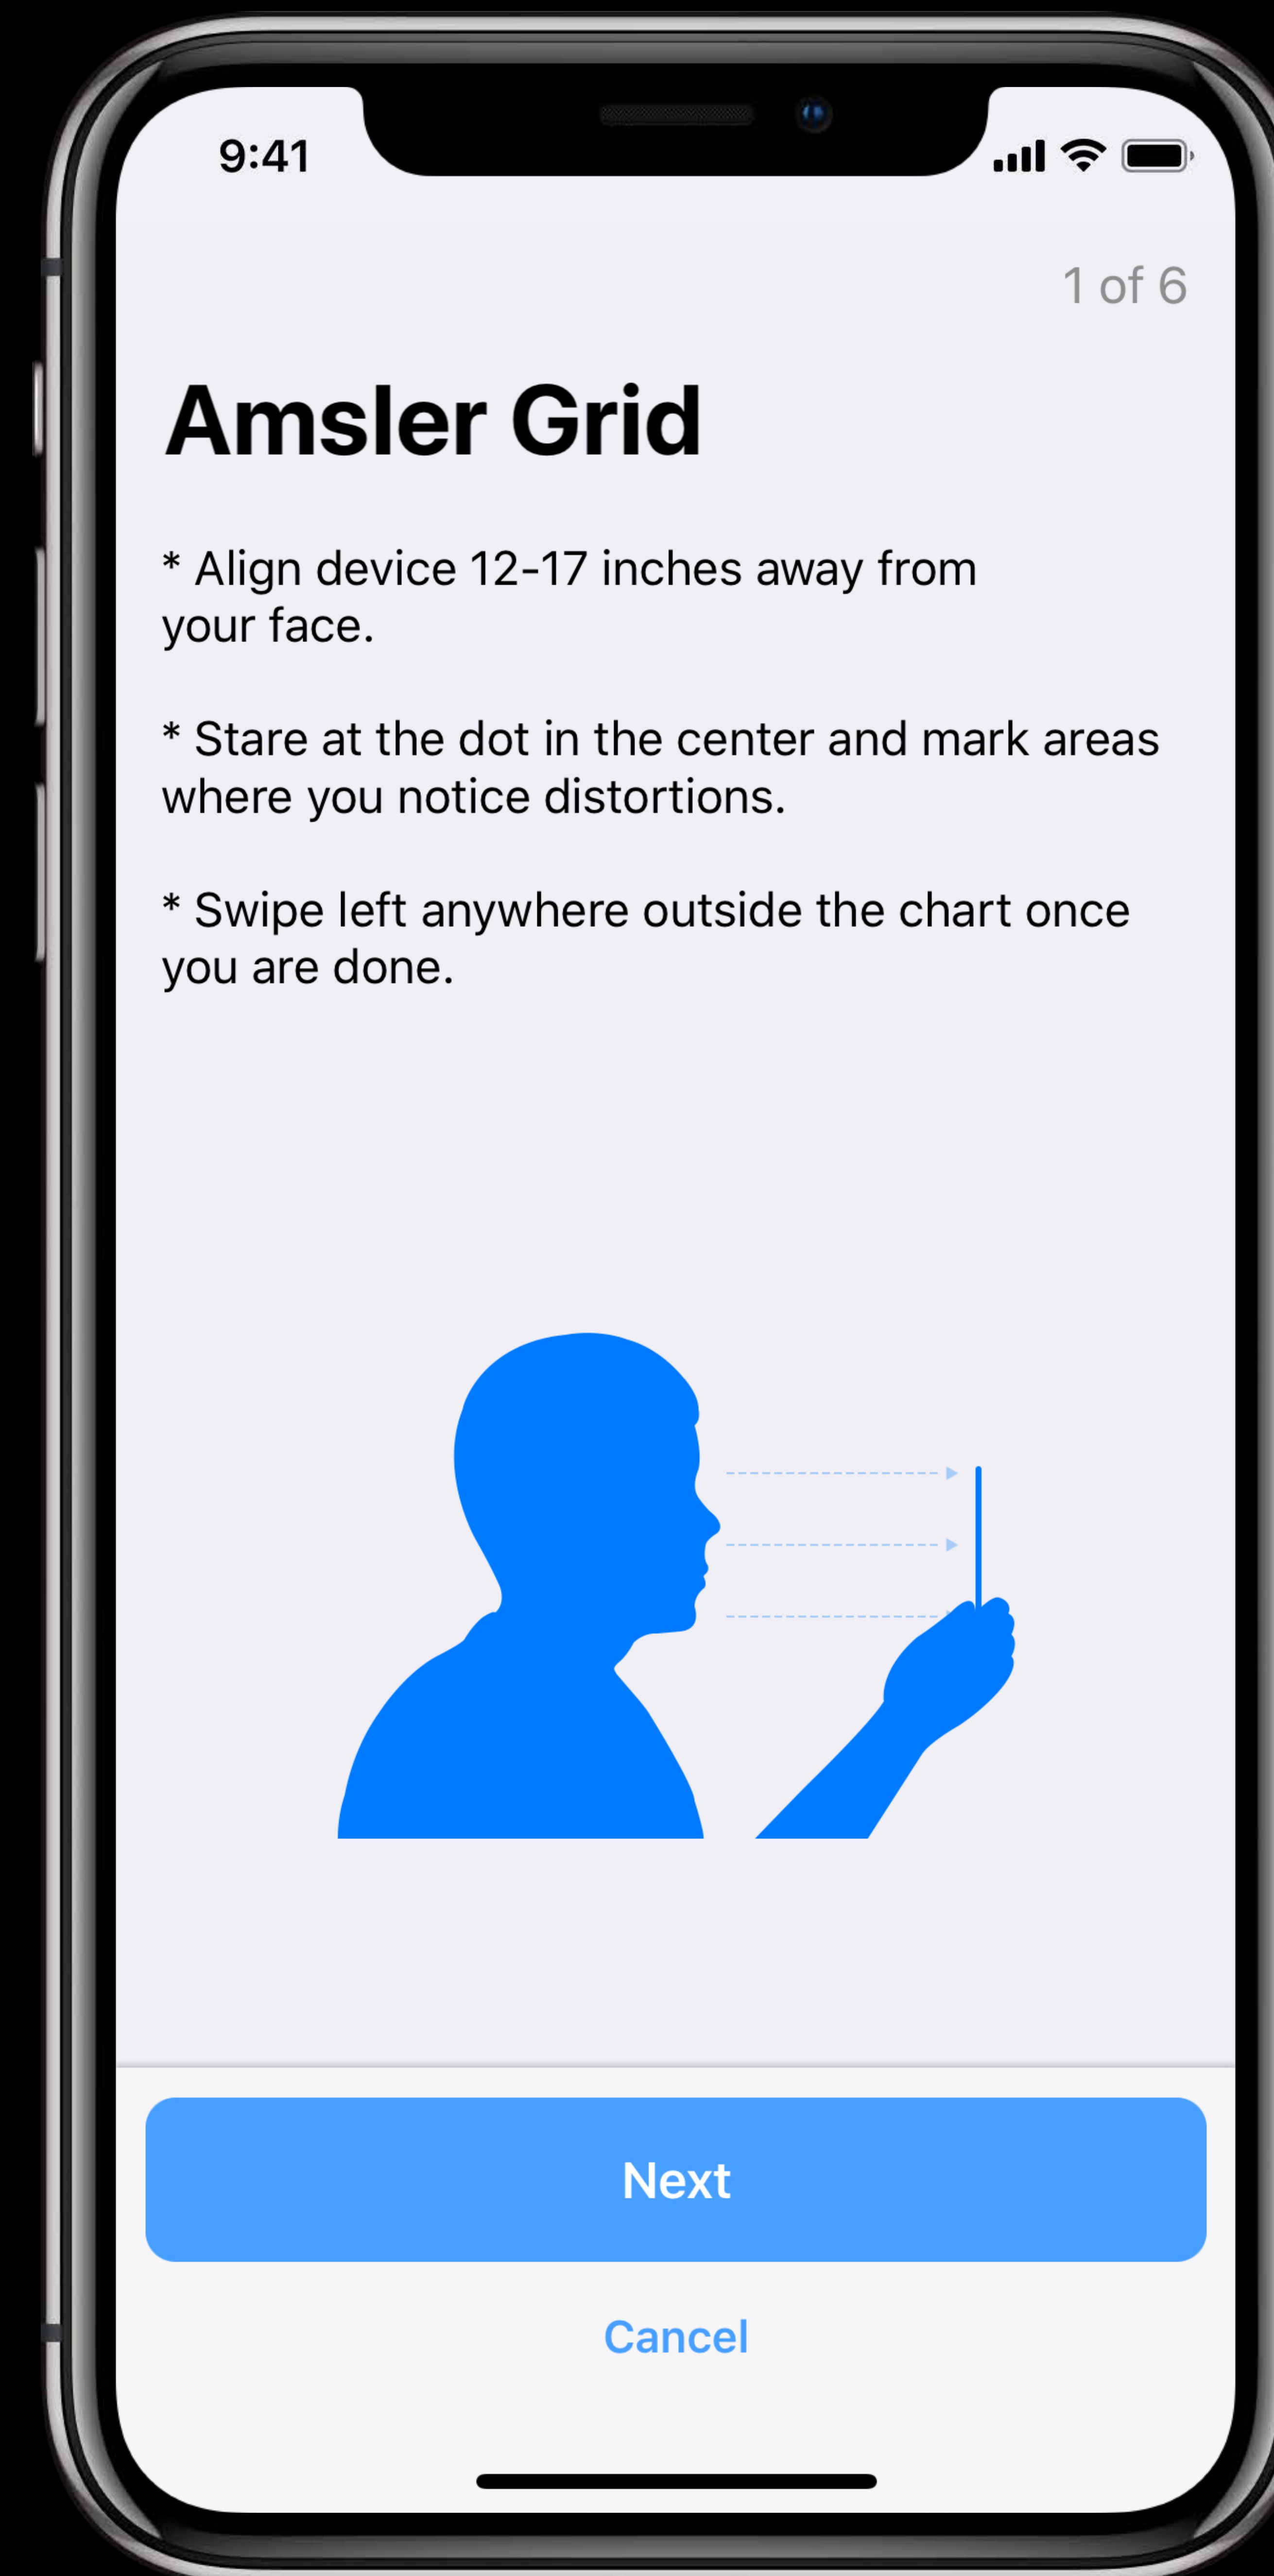 9:41
1 of 6
Amsler Grid
* Align device 12-17 inches away from
your face.
* Stare at the dot in the center and mark areas
where you notice distortions.
* Swipe left anywhere outside the chart once
you are done.
Next
Cancel